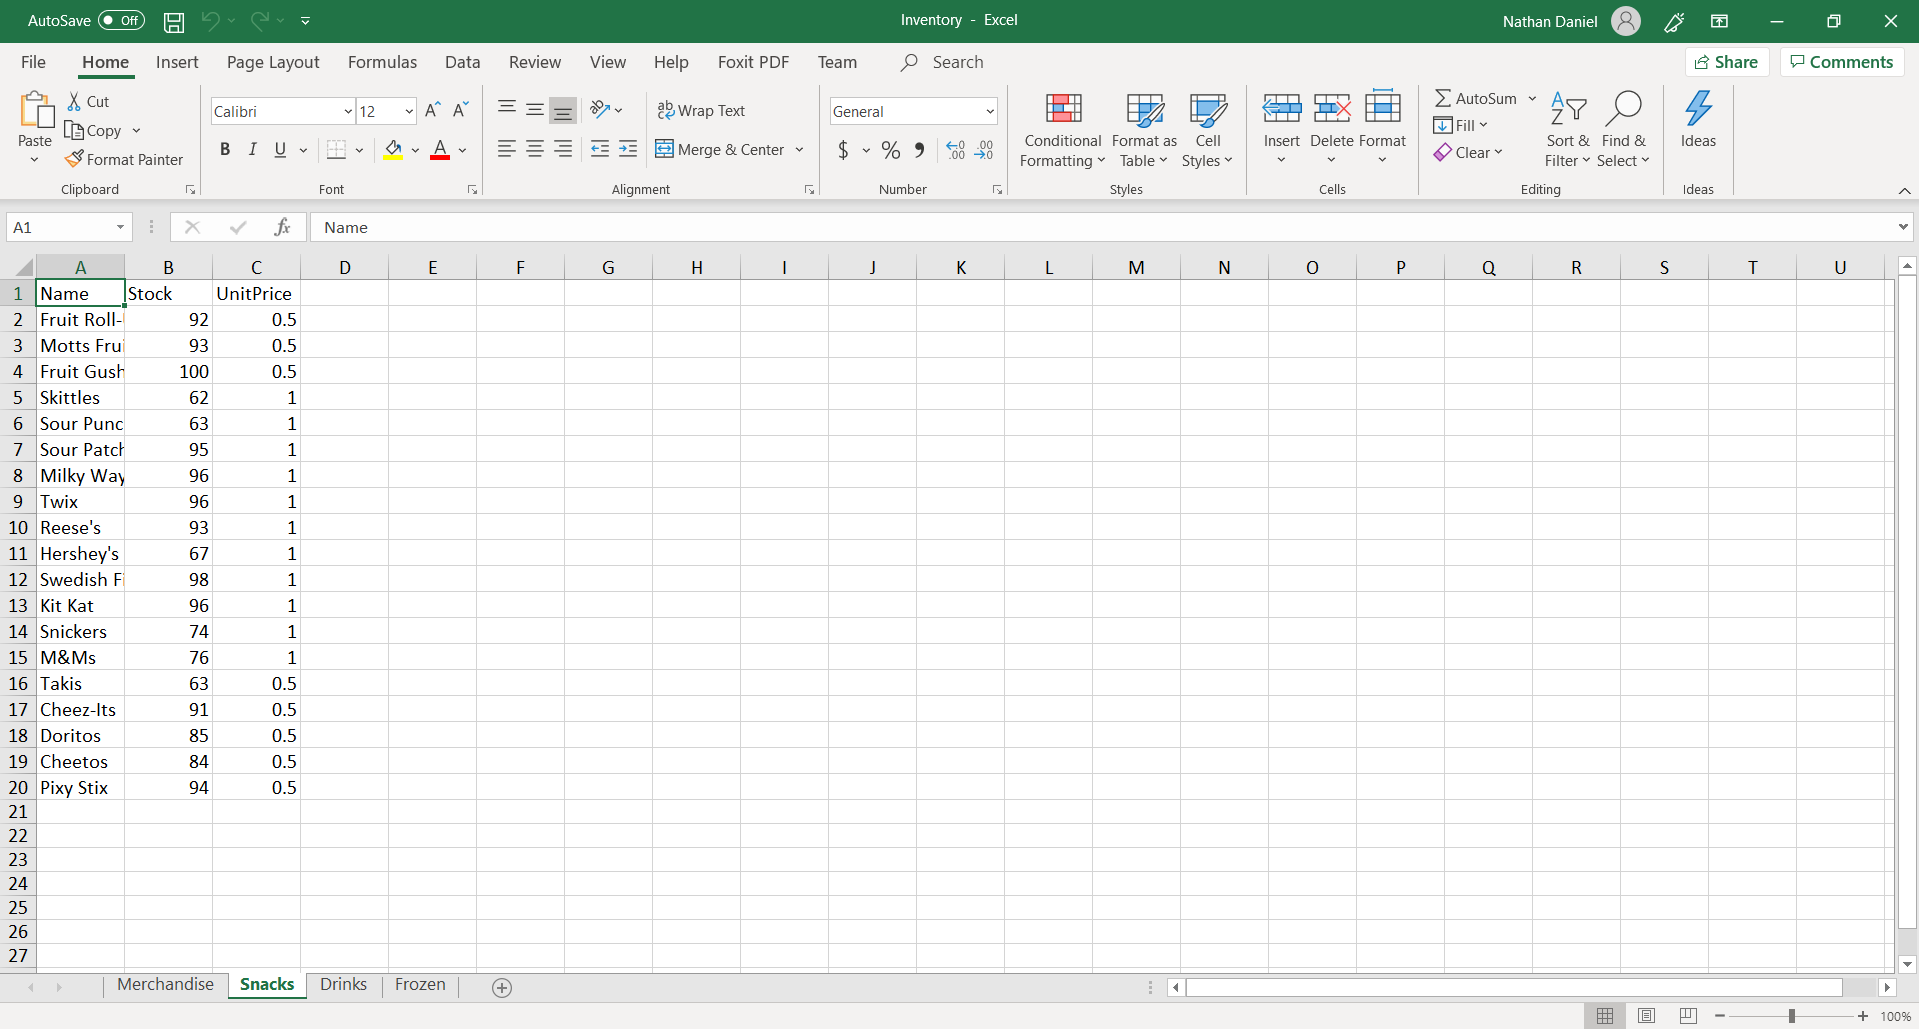 AutoSave Off
Inventory - Excel
Nathan Daniel
File Home Insert Page Layout Formulas Data Review View Help Foxit PDF Team Search Share Comments
Paste
Cut
Copy
Format Painter
Clipboard
Calibri 12
B I U A
Font
Wrap Text
Merge & Center
Alignment
General
$ %
Number
Conditional Formatting
Format as Table
Cell Styles
Styles
Insert Delete Format
Cells
AutoSum
Fill
Clear
Sort & Filter
Find & Select
Editing
Ideas
Ideas
A1 fx Name
A B C D E F G H I J K L M N O P Q R S T U
1 Name Stock UnitPrice
2 Fruit Roll- 92 0.5
3 Motts Frui 93 0.5
4 Fruit Gush 100 0.5
5 Skittles 62 1
6 Sour Punc 63 1
7 Sour Patch 95 1
8 Milky Way 96 1
9 Twix 96 1
10 Reese's 93 1
11 Hershey's 67 1
12 Swedish Fi 98 1
13 Kit Kat 96 1
14 Snickers 74 1
15 M&Ms 76 1
16 Takis 63 0.5
17 Cheez-Its 91 0.5
18 Doritos 85 0.5
19 Cheetos 84 0.5
20 Pixy Stix 94 0.5
21
22
23
24
25
26
27
Merchandise Snacks Drinks Frozen
100%